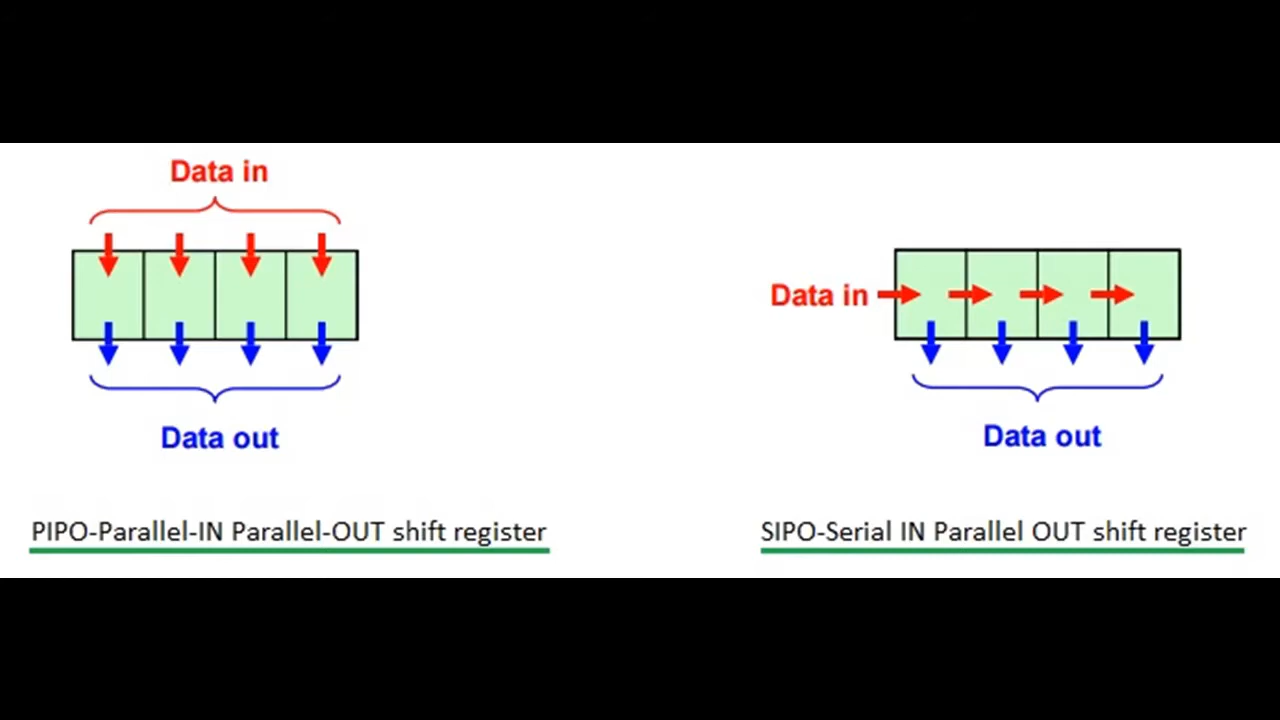 Data in
Data out
PIPO-Parallel-IN Parallel-OUT shift register
Data in
Data out
SIPO-Serial IN Parallel OUT shift register